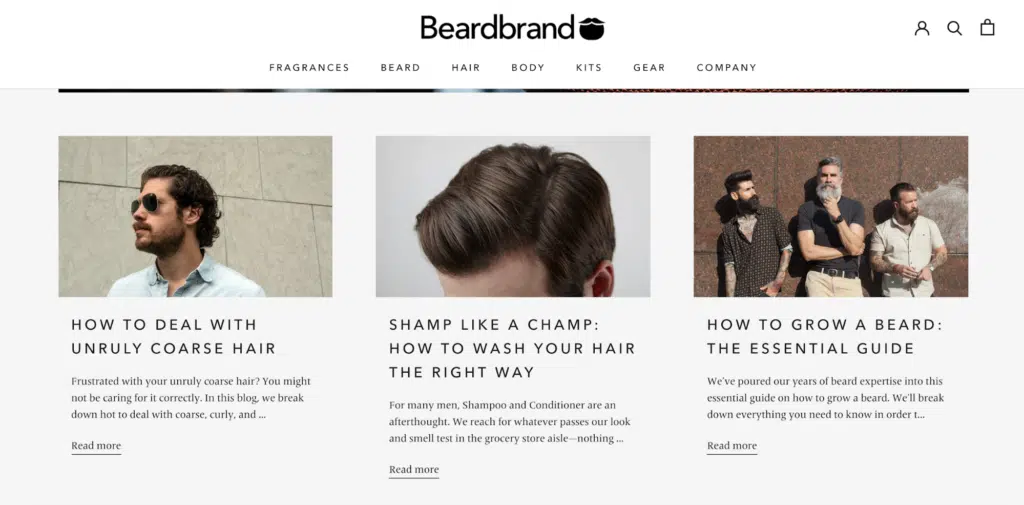 Beardbrand
FRAGRANCES BEARD HAIR BODY KITS GEAR COMPANY
HOW TO DEAL WITH
UNRULY COARSE HAIR
Frustrated with your unruly coarse hair? You might
not be caring for it correctly. In this blog, we break
down hot to deal with coarse, curly, and ...
Read more
SHAMP LIKE A CHAMP:
HOW TO WASH YOUR HAIR
THE RIGHT WAY
For many men, Shampoo and Conditioner are an
afterthought. We reach for whatever passes our look
and smell test in the grocery store aisle—nothing ...
Read more
HOW TO GROW A BEARD:
THE ESSENTIAL GUIDE
We've poured our years of beard expertise into this
essential guide on how to grow a beard. We'll break
down everything you need to know in order t...
Read more